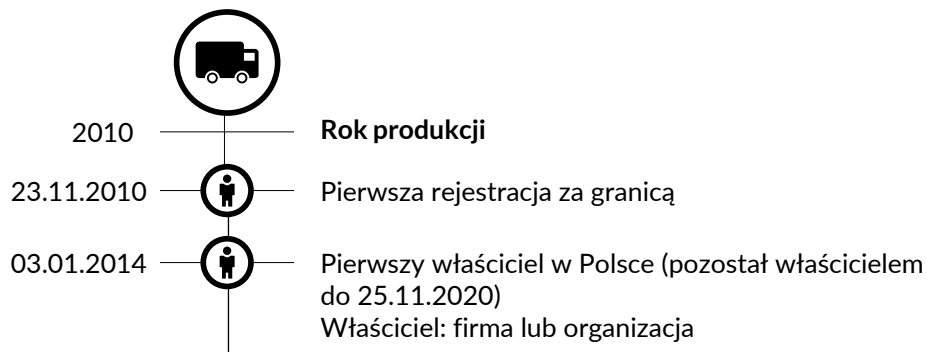 2010 Rok produkcji
23.11.2010 Pierwsza rejestracja za granicą
03.01.2014 Pierwszy właściciel w Polsce (pozostał właścicielem
do 25.11.2020)
Właściciel: firma lub organizacja